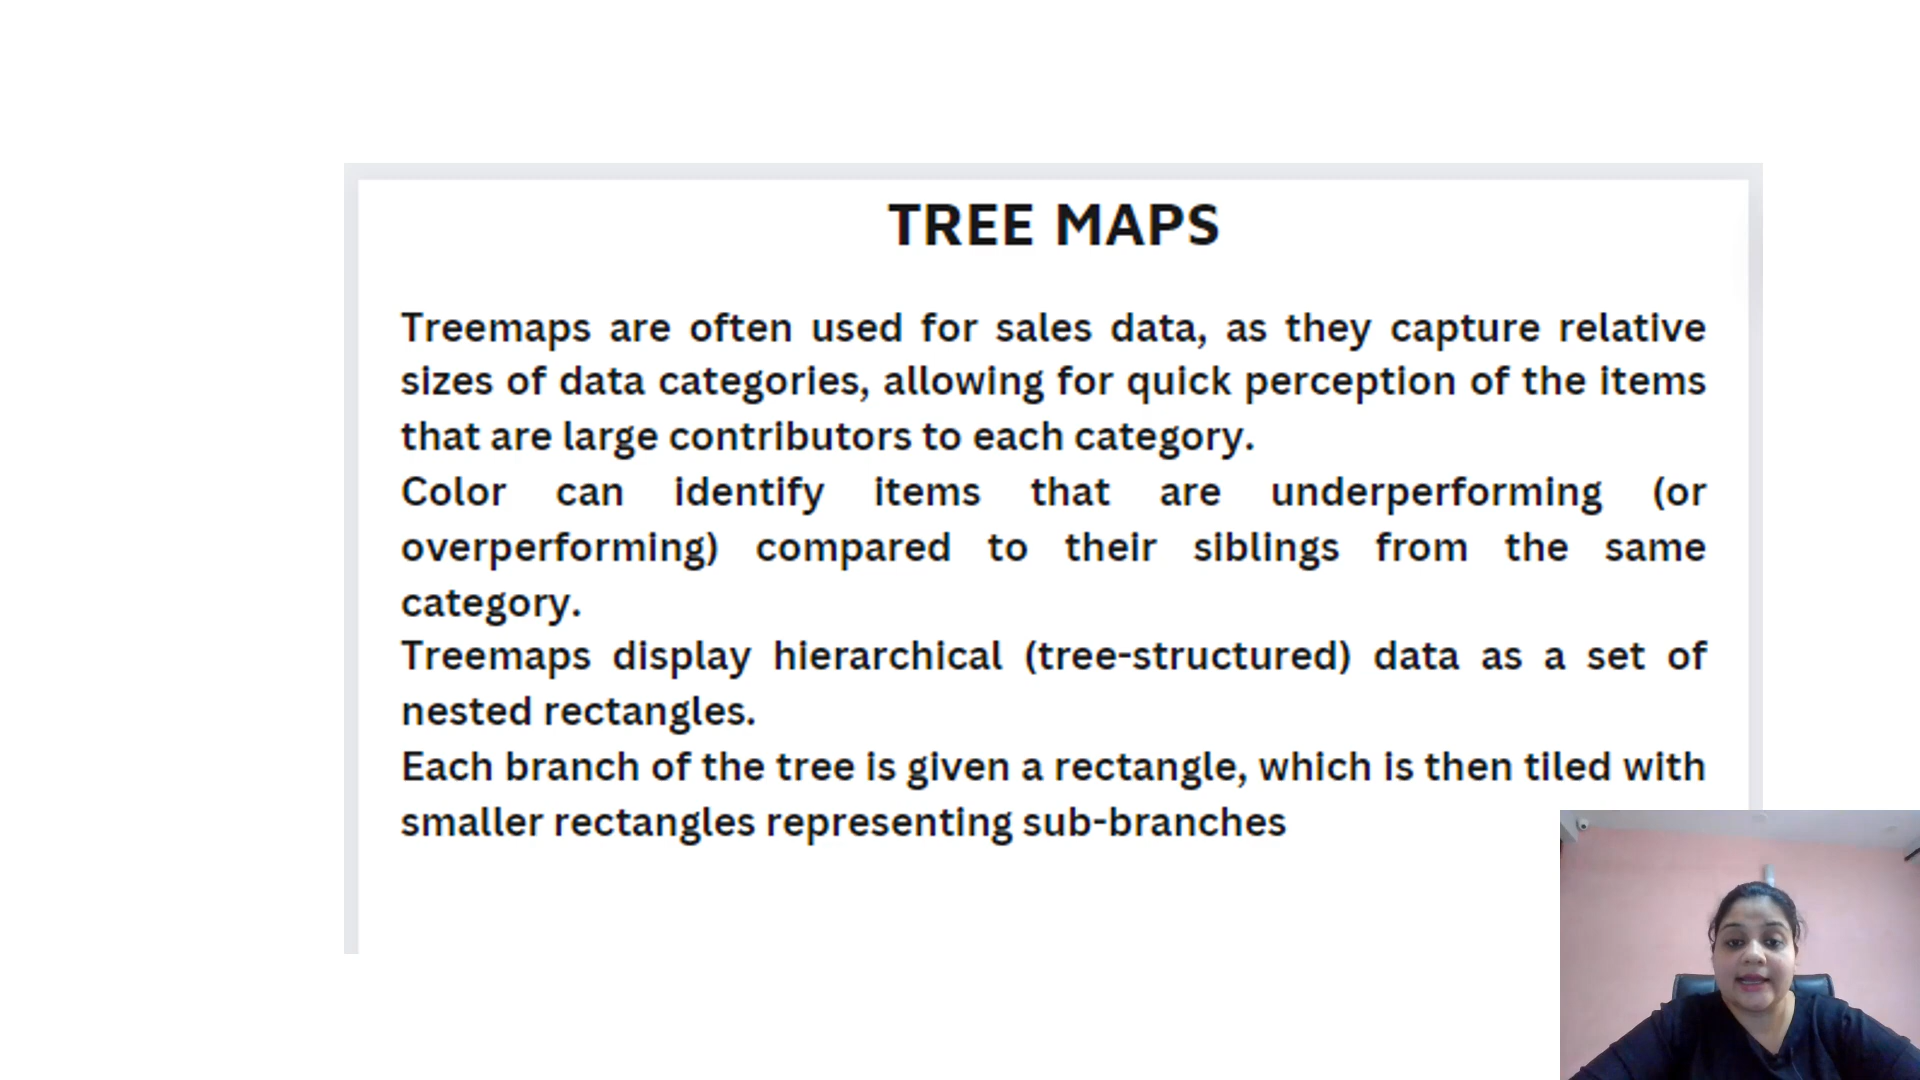 TREE MAPS
Treemaps are often used for sales data, as they capture relative
sizes of data categories, allowing for quick perception of the items
that are large contributors to each category.
Color can identify items that are underperforming (or
overperforming) compared to their siblings from the same
category.
Treemaps display hierarchical (tree-structured) data as a set of
nested rectangles.
Each branch of the tree is given a rectangle, which is then tiled with
smaller rectangles representing sub-branches